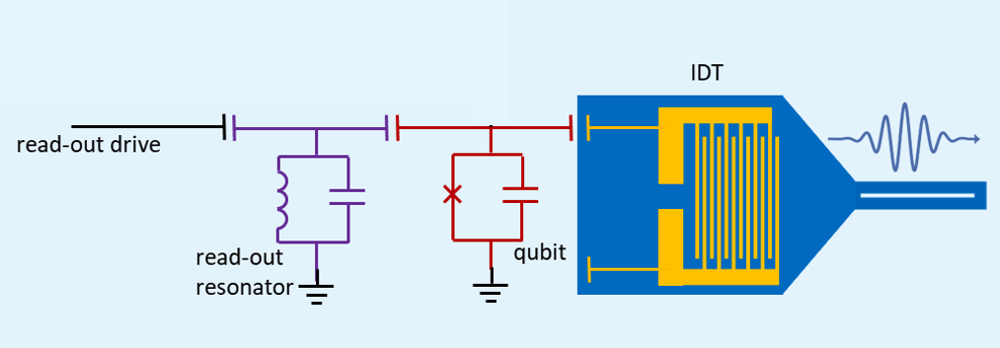 IDT
read-out drive
qubit
read-out
resonator